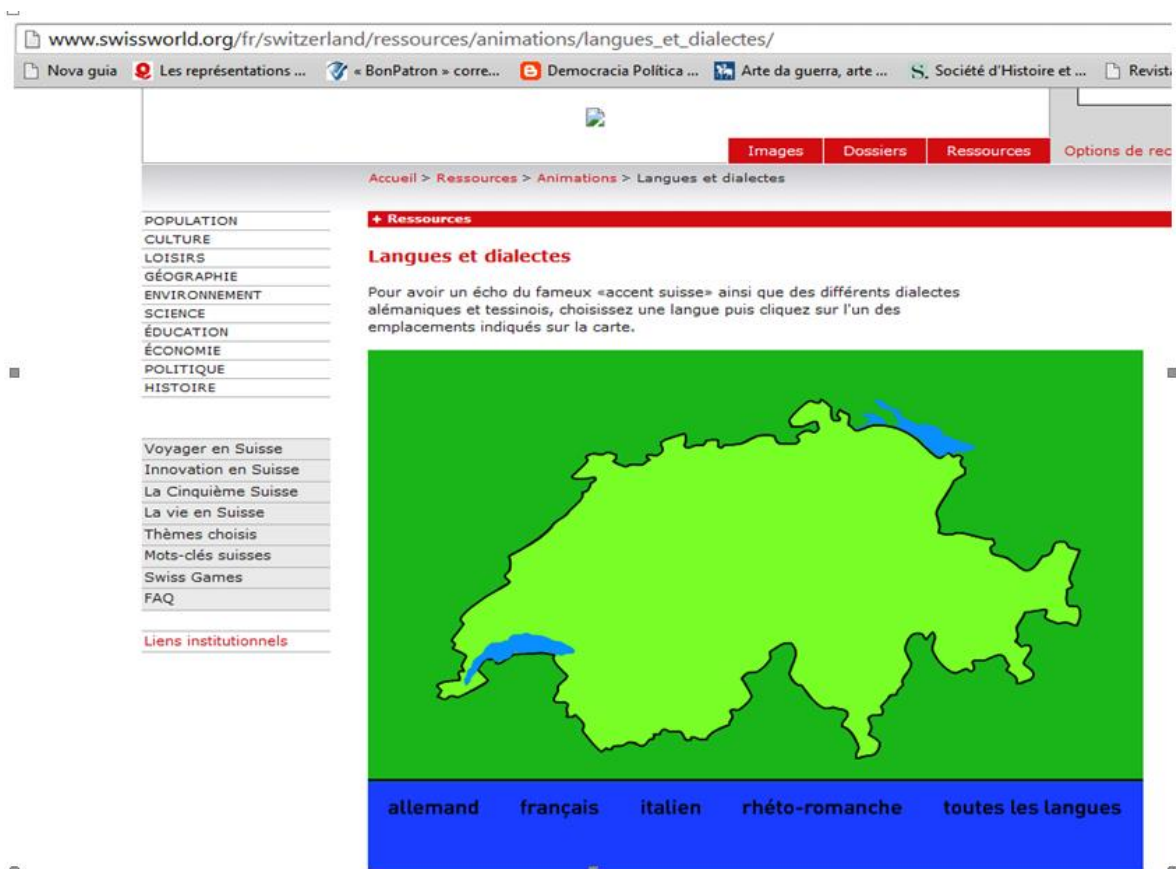 www.swissworld.org/fr/switzerland/ressources/animations/langues_et_dialectes/
Nova guia Les représentations ... « BonPatron » corre... Democracia Política ... Arte da guerra, arte ... Société d'Histoire et ... Revist
Images Dossiers Ressources Options de rec
Accueil > Ressources > Animations > Langues et dialectes
POPULATION
CULTURE
LOISIRS
GÉOGRAPHIE
ENVIRONNEMENT
SCIENCE
ÉDUCATION
ÉCONOMIE
POLITIQUE
HISTOIRE
Voyager en Suisse
Innovation en Suisse
La Cinquième Suisse
La vie en Suisse
Thèmes choisis
Mots-clés suisses
Swiss Games
FAQ
Liens institutionnels
+ Ressources
Langues et dialectes
Pour avoir un écho du fameux «accent suisse» ainsi que des différents dialectes
alémaniques et tessinois, choisissez une langue puis cliquez sur l'un des
emplacements indiqués sur la carte.
allemand français italien rhéto-romanche toutes les langues